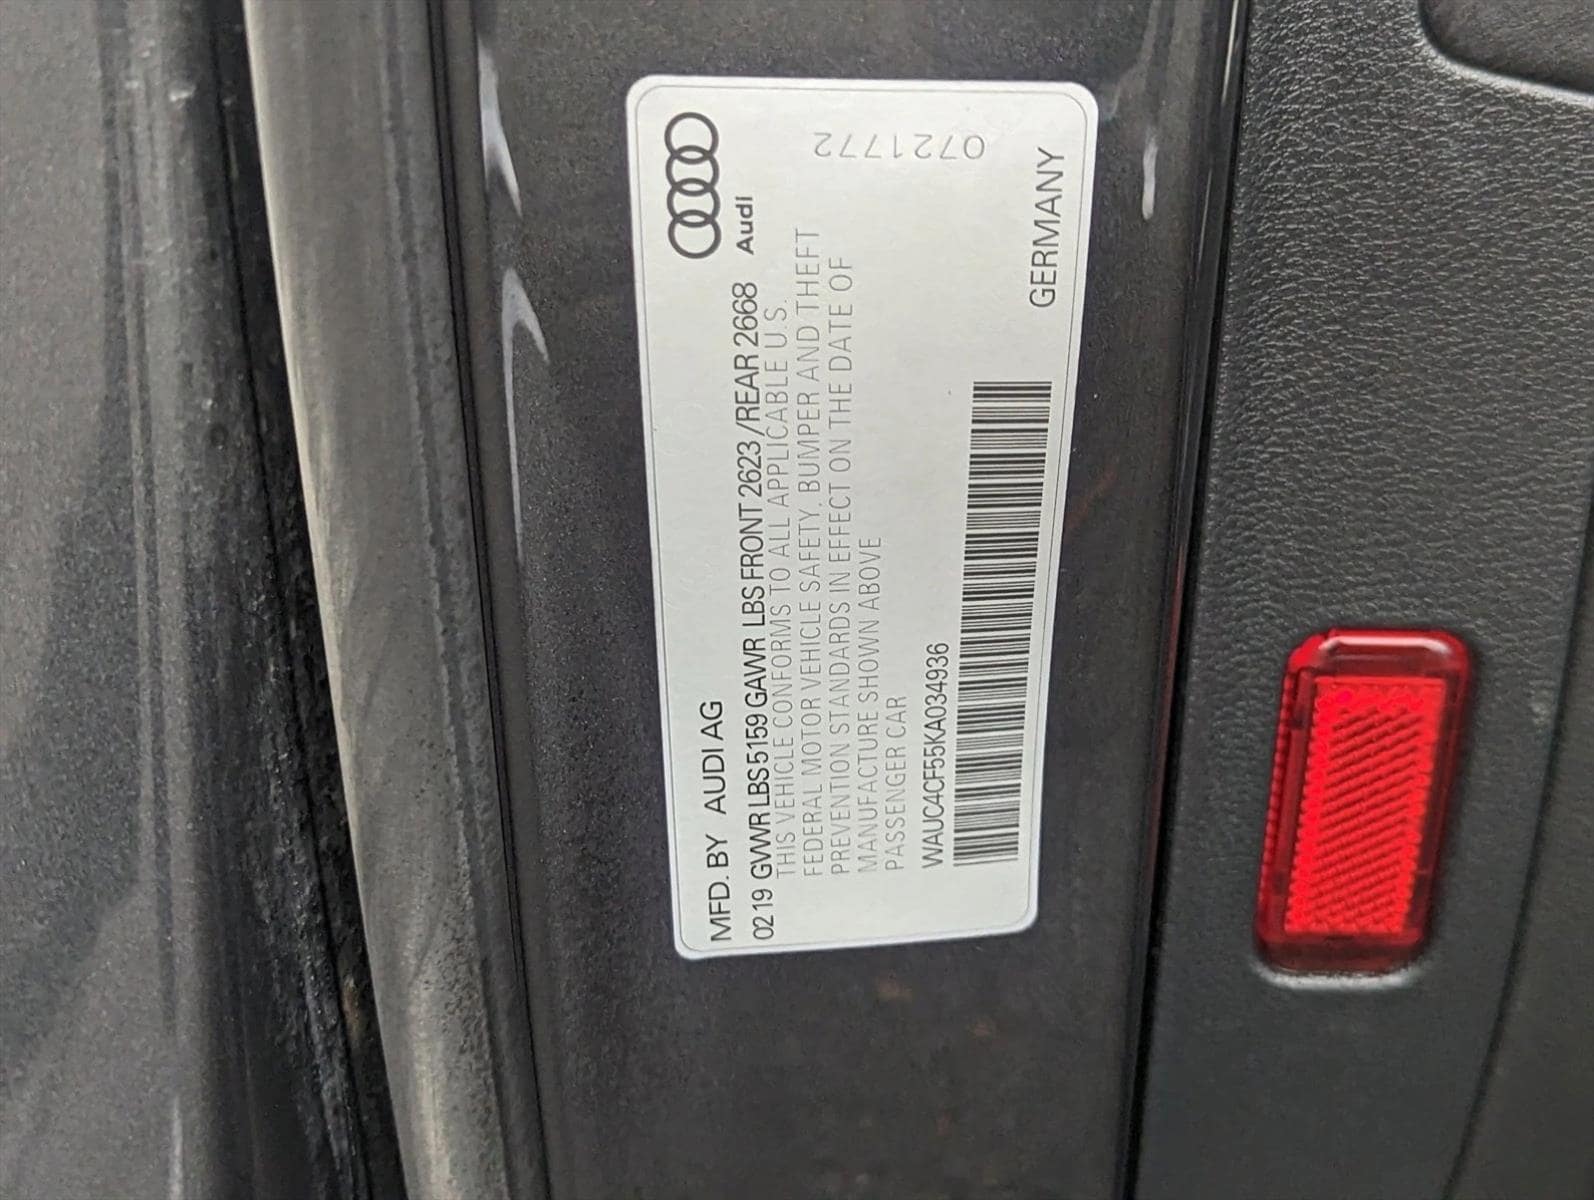 Audi
MFD. BY AUDI AG
0219 GVWR LBS 5159 GAWR LBS FRONT 2623 /REAR 2668
THIS VEHICLE CONFORMS TO ALL APPLICABLE U.S.
FEDERAL MOTOR VEHICLE SAFETY, BUMPER AND THEFT
PREVENTION STANDARDS IN EFFECT ON THE DATE OF
MANUFACTURE SHOWN ABOVE
PASSENGER CAR
WAUC4CF55KA034936
GERMANY
0721772